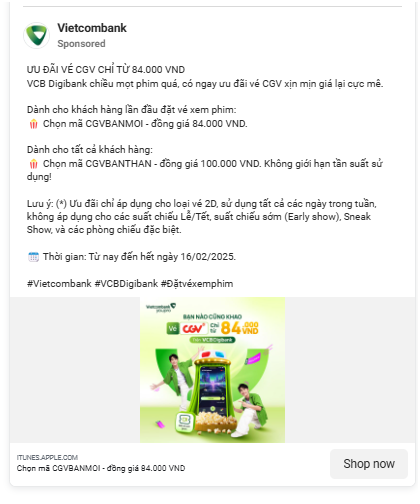 Vietcombank
Sponsored
ƯU ĐÃI VÉ CGV CHỈ TỪ 84.000 VND
VCB Digibank chiều mọt phim quá, có ngay ưu đãi vé CGV xịn mịn giá lại cực mê.
Dành cho khách hàng lần đầu đặt vé xem phim:
🍿 Chọn mã CGVBANMOI - đồng giá 84.000 VND.
Dành cho tất cả khách hàng:
🍿 Chọn mã CGVBANTHAN - đồng giá 100.000 VND. Không giới hạn tần suất sử
dụng!
Lưu ý: (*) Ưu đãi chỉ áp dụng cho loại vé 2D, sử dụng tất cả các ngày trong tuần,
không áp dụng cho các suất chiếu Lễ/Tết, suất chiếu sớm (Early show), Sneak
Show, và các phòng chiếu đặc biệt.
🗓️ Thời gian: Từ nay đến hết ngày 16/02/2025.
#Vietcombank #VCBDigibank #Đặtvéxemphim
Vietcombank
BẠN NÀO CŨNG KHAO
Vé CGV Chỉ từ 84.000 VND
Trên VCBDigibank
ITUNES.APPLE.COM
Chọn mã CGVBANMOI - đồng giá 84.000 VND
Shop now